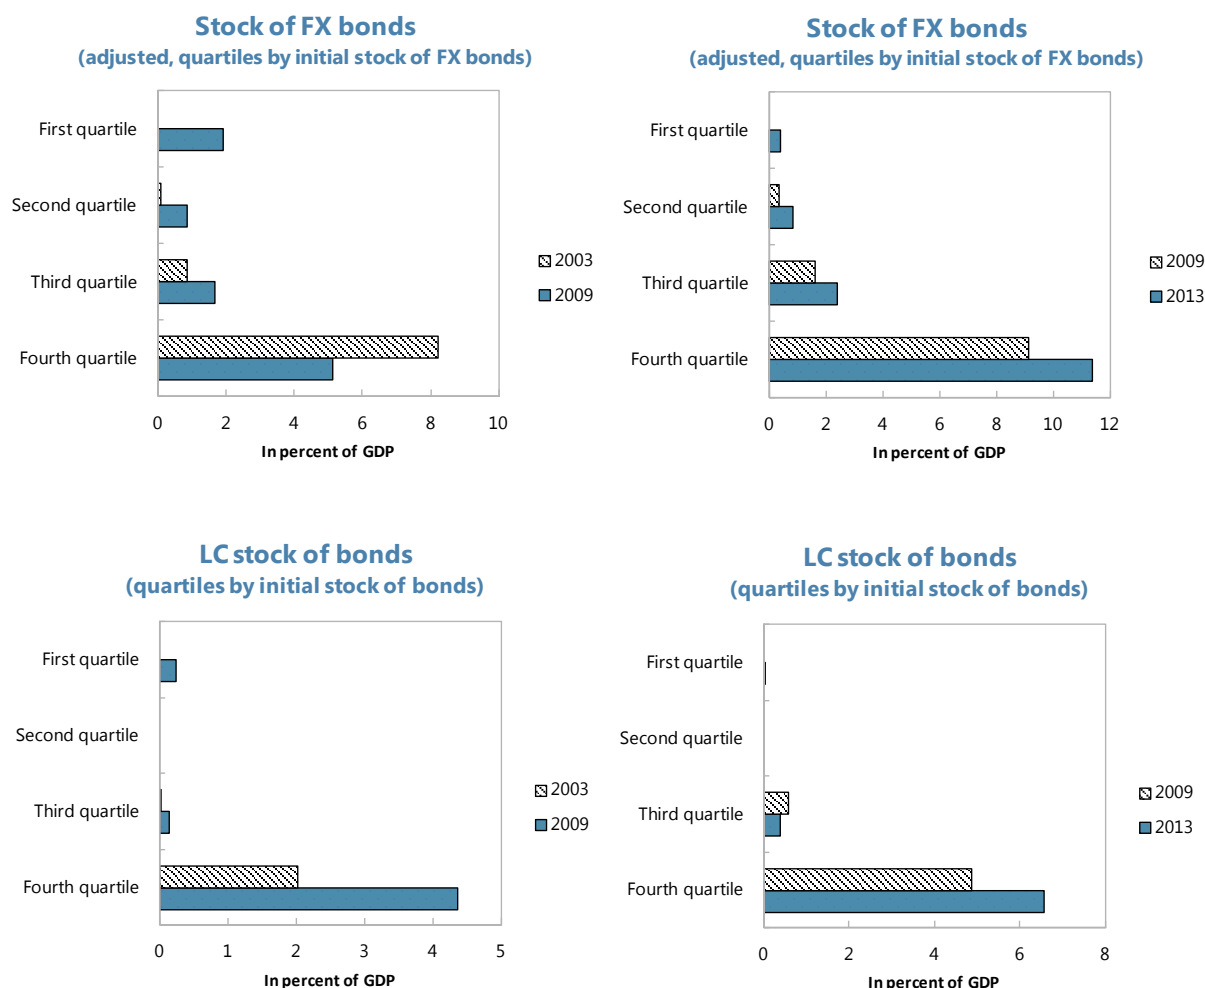 Stock of FX bonds
(adjusted, quartiles by initial stock of FX bonds)
First quartile
Second quartile
Third quartile
Fourth quartile
0 2 4 6 8 10
In percent of GDP
2003
2009
Stock of FX bonds
(adjusted, quartiles by initial stock of FX bonds)
First quartile
Second quartile
Third quartile
Fourth quartile
0 2 4 6 8 10 12
In percent of GDP
2009
2013
LC stock of bonds
(quartiles by initial stock of bonds)
First quartile
Second quartile
Third quartile
Fourth quartile
0 1 2 3 4 5
In percent of GDP
2003
2009
LC stock of bonds
(quartiles by initial stock of bonds)
First quartile
Second quartile
Third quartile
Fourth quartile
0 2 4 6 8
In percent of GDP
2009
2013